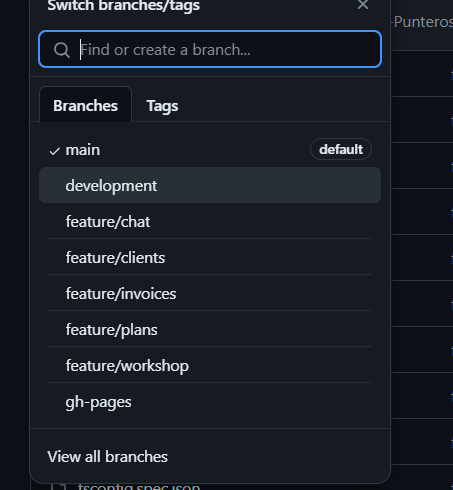 Switch branches/tags
-Punteros
Find or create a branch...
Branches
Tags
main
default
development
feature/chat
feature/clients
feature/invoices
feature/plans
feature/workshop
gh-pages
View all branches
tsconfig.spec.json